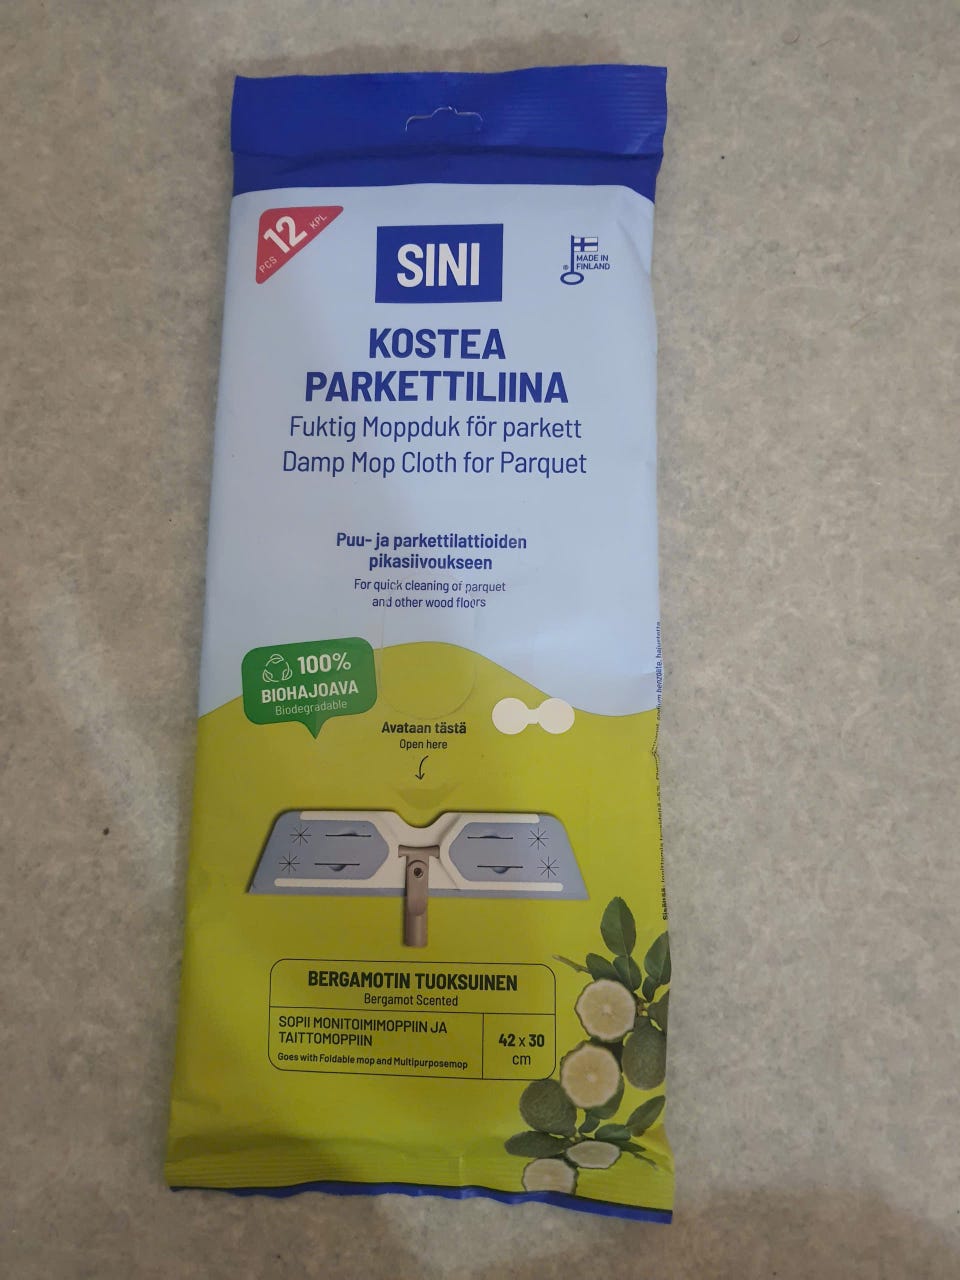 12
PCS KPL
SINI
MADE IN
FINLAND
KOSTEA
PARKETTILIINA
Fuktig Moppduk för parkett
Damp Mop Cloth for Parquet
Puu- ja parkettilattioiden
pikasiivoukseen
For quick cleaning of parquet
and other wood floors
100%
BIOHAJOAVA
Biodegradable
Avataan tästä
Open here
BERGAMOTIN TUOKSUINEN
Bergamot Scented
SOPII MONITOIMIMOPPIIN JA
TAITTOMOPPIIN
Goes with Foldable mop and Multipurposemop
42 x 30
cm